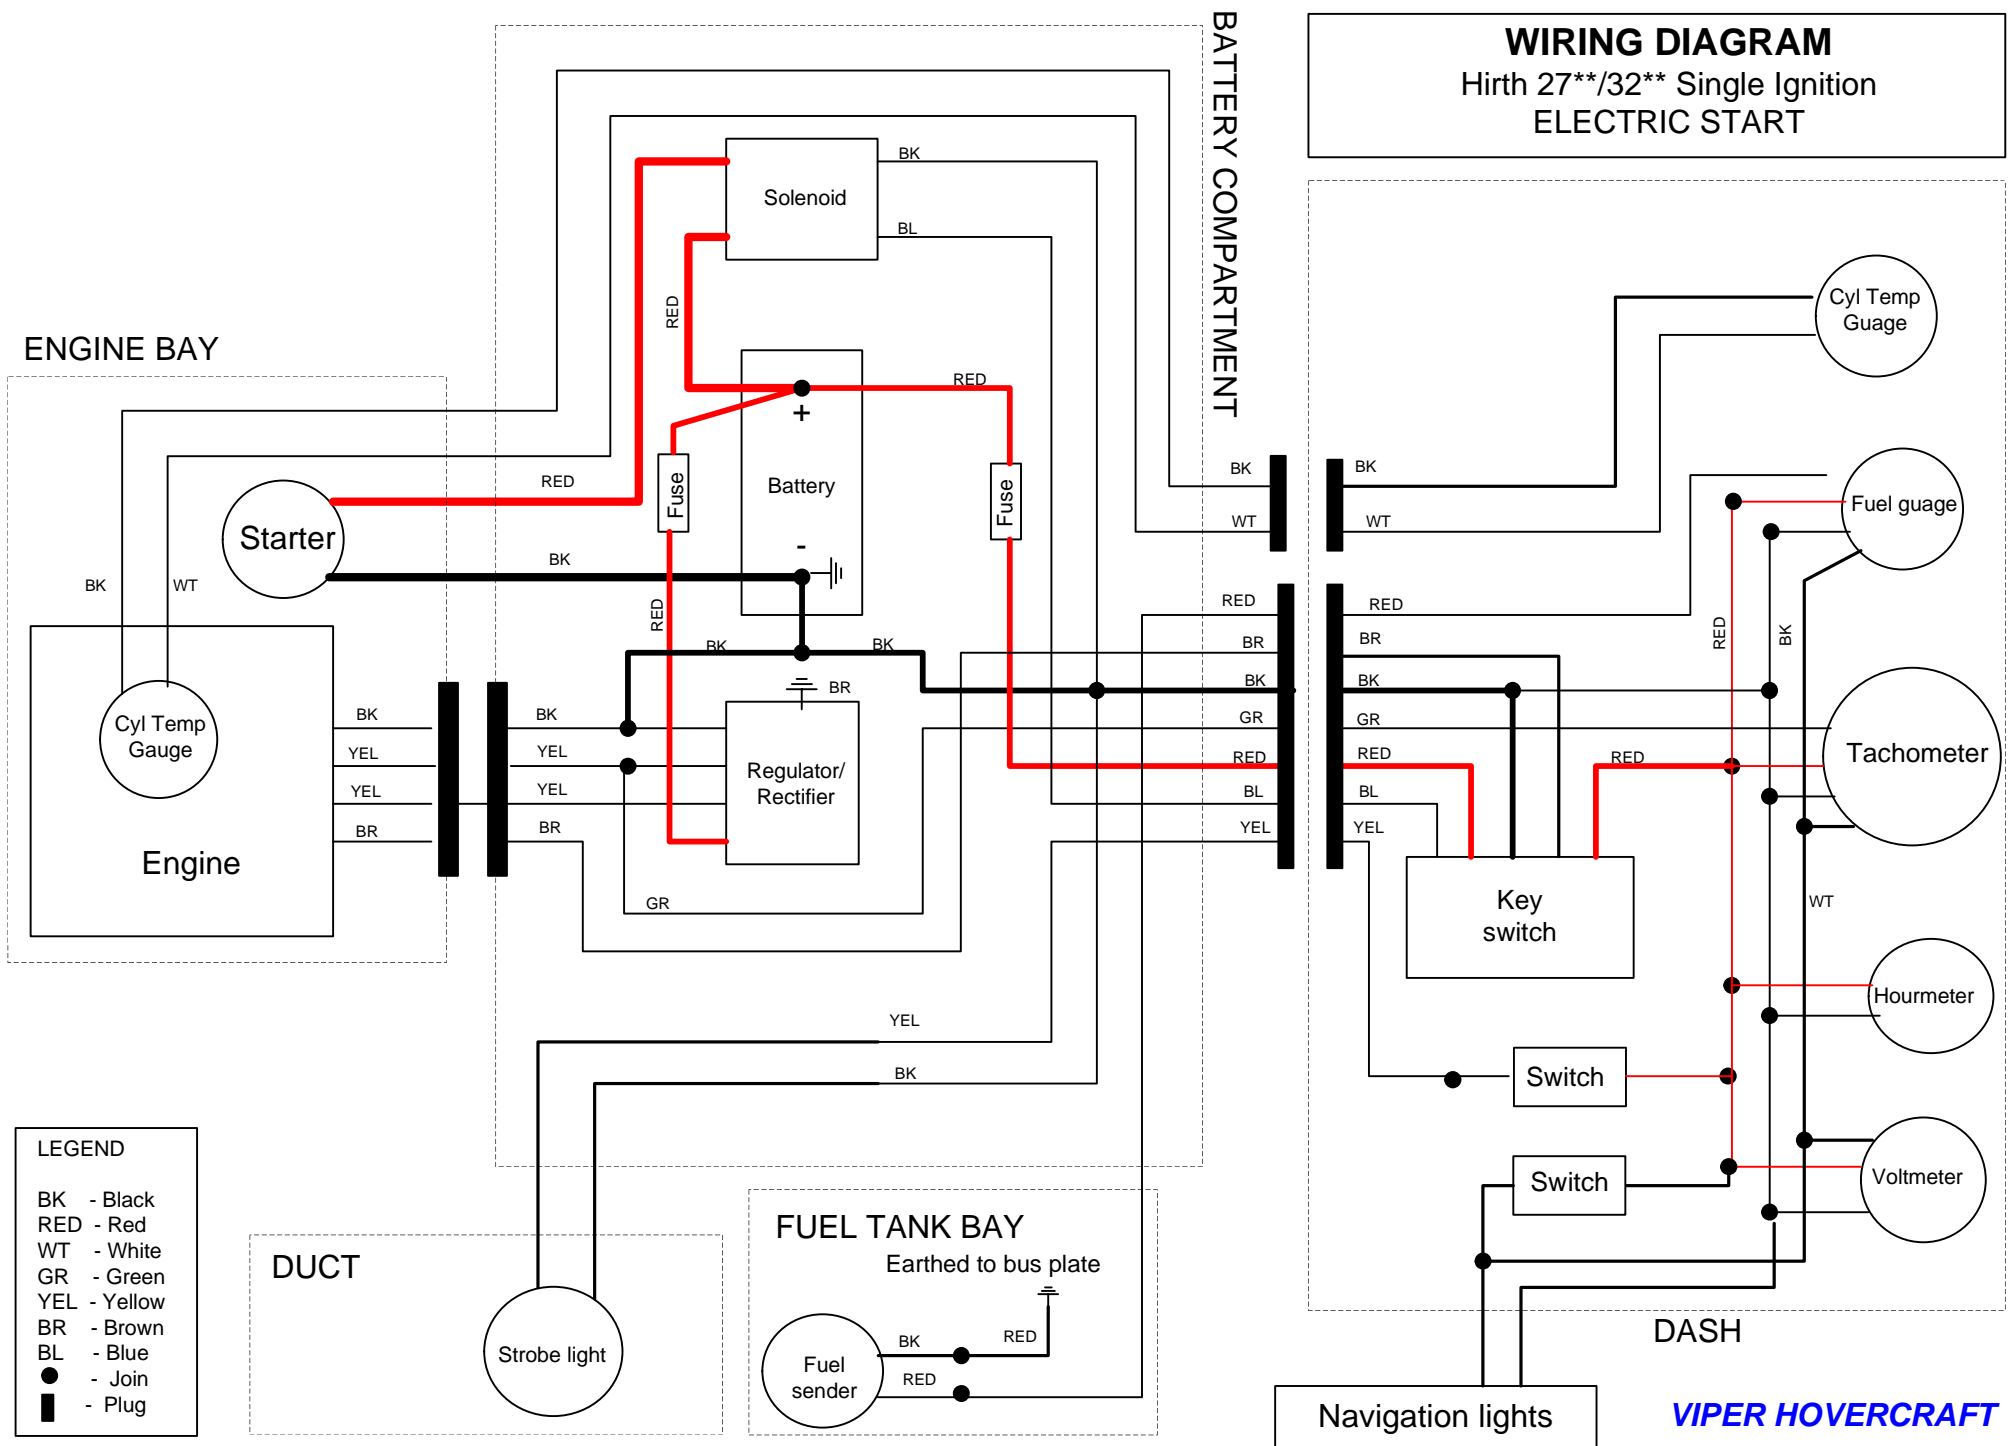 WIRING DIAGRAM
Hirth 27**/32** Single Ignition
ELECTRIC START
BATTERY COMPARTMENT
BK
Solenoid
BL
RED
ENGINE BAY
Cyl Temp
Guage
RED
+
Battery
-
Fuse
Fuse
RED
BK
Starter
BK
WT
RED
BK
WT
BK
WT
Fuel guage
BK
BK
BR
RED
BR
BK
GR
RED
BL
YEL
RED
BR
BK
GR
RED
BL
YEL
RED
RED
BK
Tachometer
Cyl Temp
Gauge
BK
YEL
YEL
BR
Engine
BK
YEL
YEL
BR
Regulator/
Rectifier
GR
Key
switch
WT
Hourmeter
YEL
BK
Switch
Switch
Voltmeter
LEGEND
BK - Black
RED - Red
WT - White
GR - Green
YEL - Yellow
BR - Brown
BL - Blue
- Join
- Plug
DUCT
Strobe light
FUEL TANK BAY
Earthed to bus plate
BK
RED
RED
Fuel
sender
DASH
Navigation lights
VIPER HOVERCRAFT